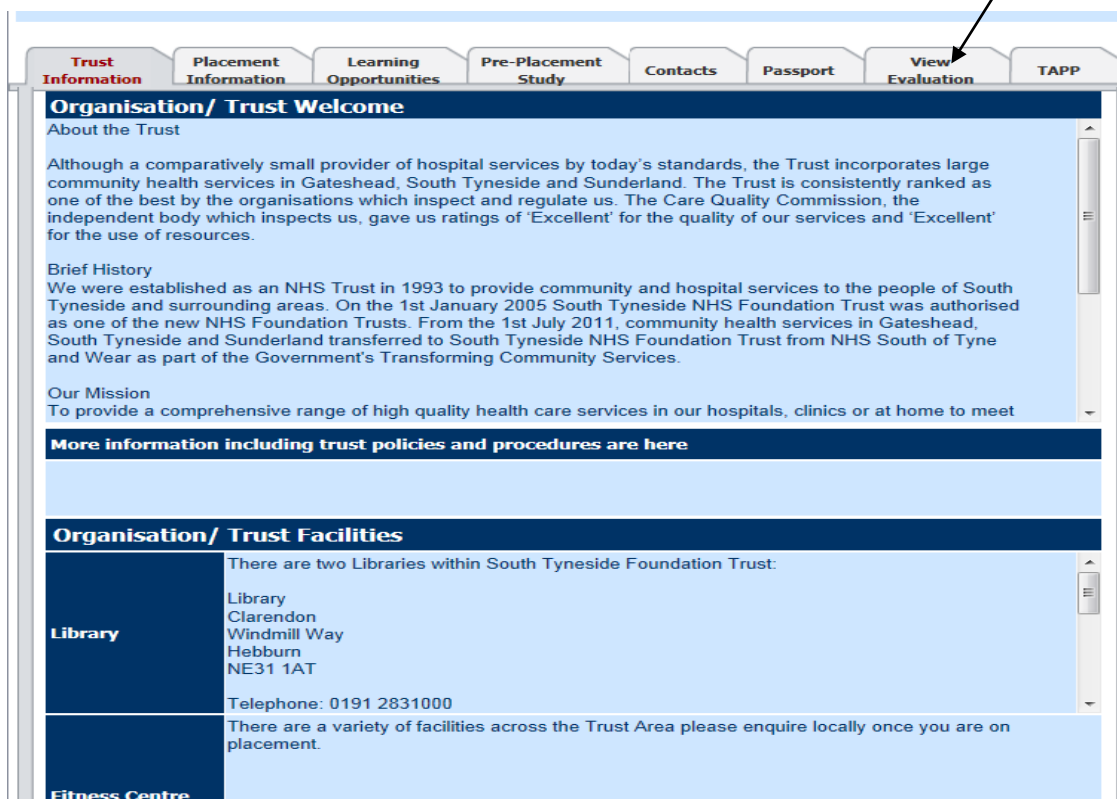 Trust Information
Placement Information
Learning Opportunities
Pre-Placement Study
Contacts
Passport
View Evaluation
TAPP
Organisation/ Trust Welcome
About the Trust
Although a comparatively small provider of hospital services by today's standards, the Trust incorporates large
community health services in Gateshead, South Tyneside and Sunderland. The Trust is consistently ranked as
one of the best by the organisations which inspect and regulate us. The Care Quality Commission, the
independent body which inspects us, gave us ratings of 'Excellent' for the quality of our services and 'Excellent'
for the use of resources.
Brief History
We were established as an NHS Trust in 1993 to provide community and hospital services to the people of South
Tyneside and surrounding areas. On the 1st January 2005 South Tyneside NHS Foundation Trust was authorised
as one of the new NHS Foundation Trusts. From the 1st July 2011, community health services in Gateshead,
South Tyneside and Sunderland transferred to South Tyneside NHS Foundation Trust from NHS South of Tyne
and Wear as part of the Government's Transforming Community Services.
Our Mission
To provide a comprehensive range of high quality health care services in our hospitals, clinics or at home to meet
More information including trust policies and procedures are here
Organisation/ Trust Facilities
Library
There are two Libraries within South Tyneside Foundation Trust:
Library
Clarendon
Windmill Way
Hebburn
NE31 1AT
Telephone: 0191 2831000
Fitness Centre
There are a variety of facilities across the Trust Area please enquire locally once you are on
placement.